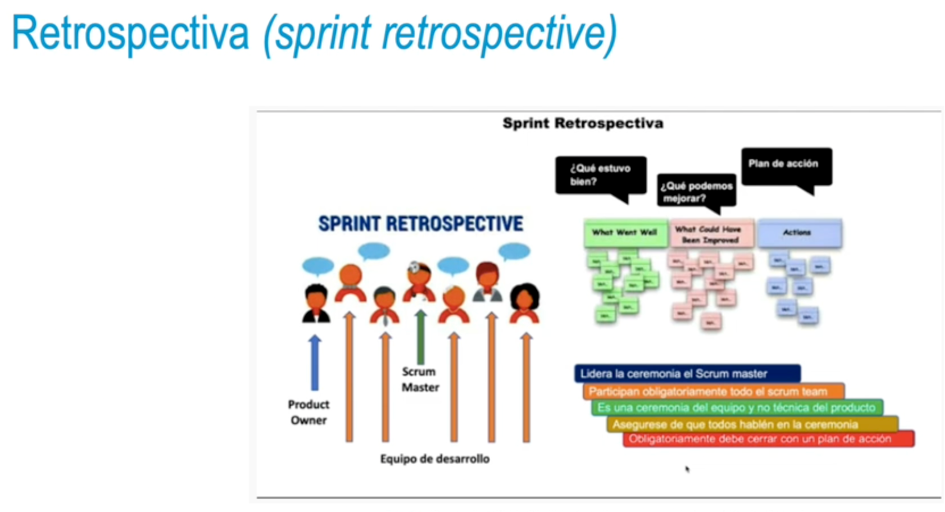 Retrospectiva (sprint retrospective)
Sprint Retrospectiva
¿Qué estuvo
bien?
¿Qué podemos
mejorar?
Plan de acción
SPRINT RETROSPECTIVE
What Went Well
What Could Have
Been Improved
Actions
Scrum
Master
Product
Owner
Equipo de desarrollo
Lidera la ceremonia el Scrum master
Participan obligatoriamente todo el scrum team
Es una ceremonia del equipo y no técnica del producto
Asegurese de que todos hablén en la ceremonia
Obligatoriamente debe cerrar con un plan de acción